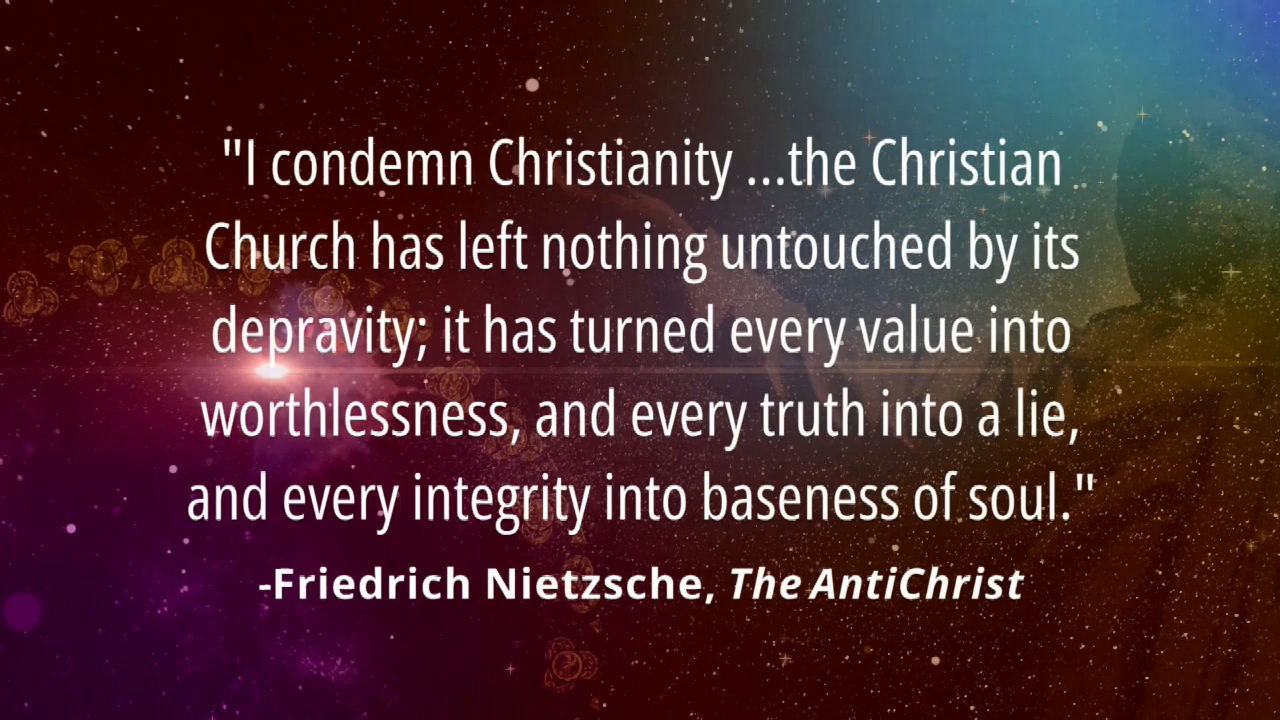 "I condemn Christianity ...the Christian
Church has left nothing untouched by its
depravity; it has turned every value into
worthlessness, and every truth into a lie,
and every integrity into baseness of soul."
-Friedrich Nietzsche, The AntiChrist